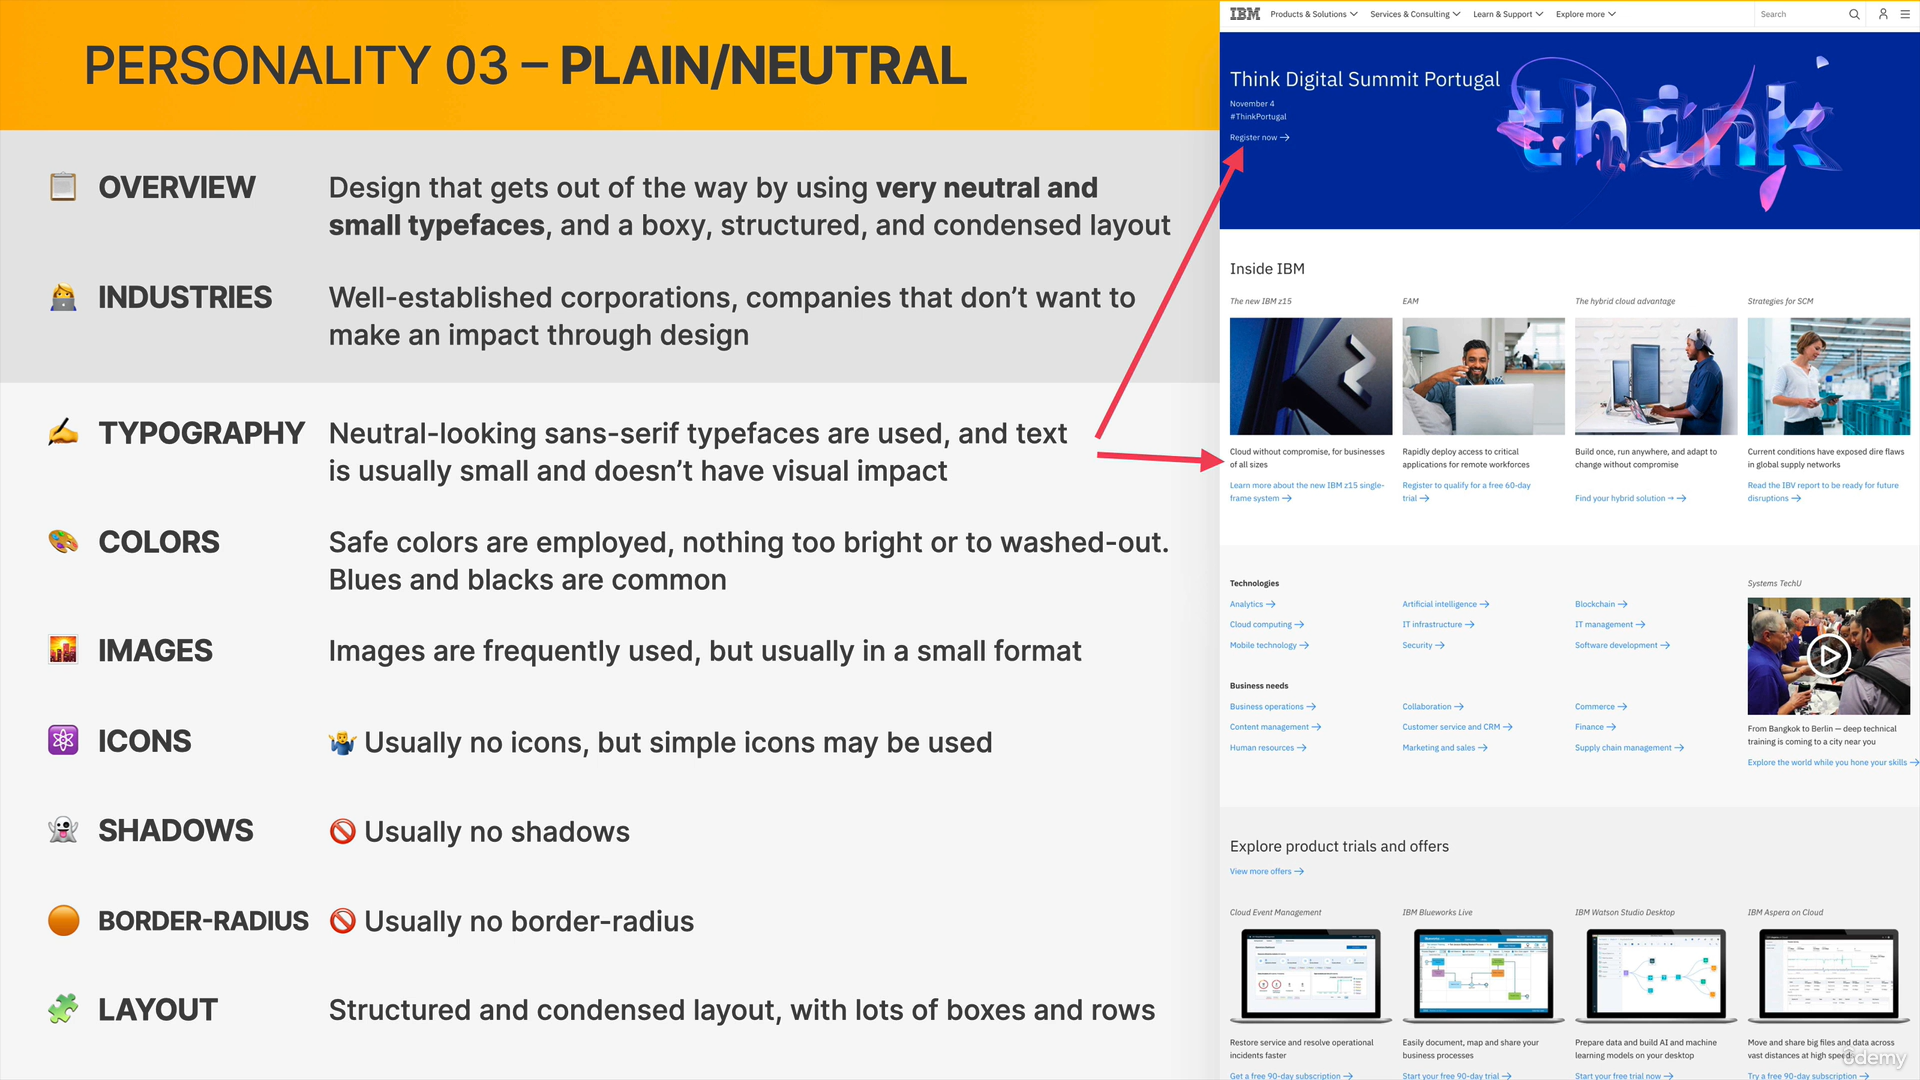 PERSONALITY 03 – PLAIN/NEUTRAL
OVERVIEW
Design that gets out of the way by using very neutral and
small typefaces, and a boxy, structured, and condensed layout
INDUSTRIES
Well-established corporations, companies that don’t want to
make an impact through design
TYPOGRAPHY
Neutral-looking sans-serif typefaces are used, and text
is usually small and doesn’t have visual impact
COLORS
Safe colors are employed, nothing too bright or to washed-out.
Blues and blacks are common
IMAGES
Images are frequently used, but usually in a small format
ICONS
Usually no icons, but simple icons may be used
SHADOWS
Usually no shadows
BORDER-RADIUS
Usually no border-radius
LAYOUT
Structured and condensed layout, with lots of boxes and rows
IBM Products & Solutions Services & Consulting Learn & Support Explore more Search
Think Digital Summit Portugal
November 4
#ThinkPortugal
Register now →
think
Inside IBM
The new IBM z15
Cloud without compromise, for businesses
of all sizes
Learn more about the new IBM z15 single-
frame system →
EAM
Rapidly deploy access to critical
applications for remote workforces
Register to qualify for a free 60-day
trial →
The hybrid cloud advantage
Build once, run anywhere, and adapt to
change without compromise
Find your hybrid solution → →
Strategies for SCM
Current conditions have exposed dire flaws
in global supply networks
Read the IBV report to be ready for future
disruptions →
Technologies
Analytics → Artificial intelligence → Blockchain →
Cloud computing → IT infrastructure → IT management →
Mobile technology → Security → Software development →
Business needs
Business operations → Collaboration → Commerce →
Content management → Customer service and CRM → Finance →
Human resources → Marketing and sales → Supply chain management →
Systems TechU
From Bangkok to Berlin — deep technical
training is coming to a city near you
Explore the world while you hone your skills →
Explore product trials and offers
View more offers →
Cloud Event Management
Restore service and resolve operational
incidents faster
Get a free 90-day subscription →
IBM Blueworks Live
Easily document, map and share your
business processes
Start your free 90-day trial →
IBM Watson Studio Desktop
Prepare data and build AI and machine
learning models on your desktop
Start your free trial now →
IBM Aspera on Cloud
Move and share big files and data across
vast distances at high speed
Try a free 90-day subscription →
ûdemy